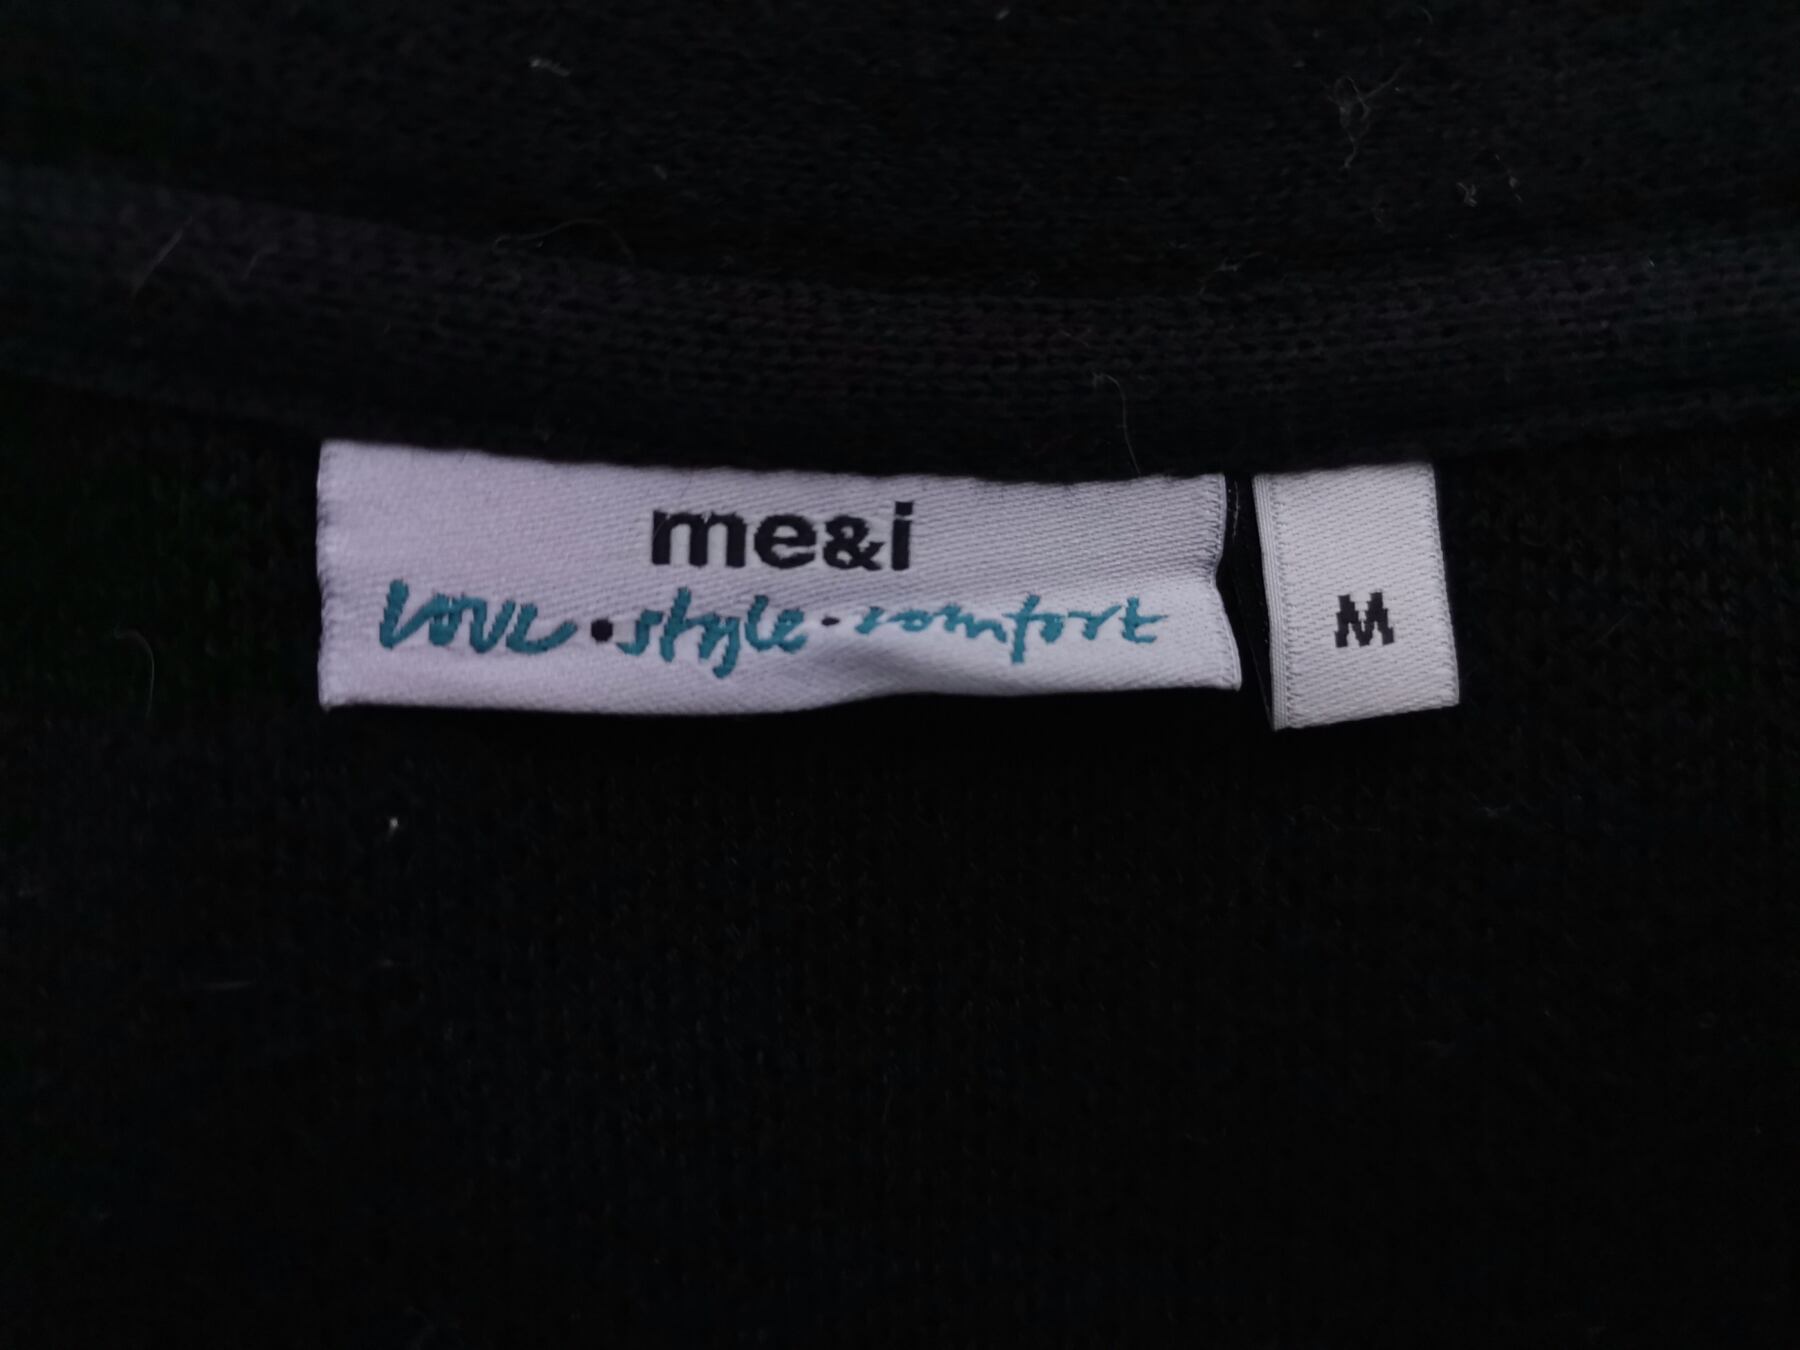 me&i
love • style • comfort
M